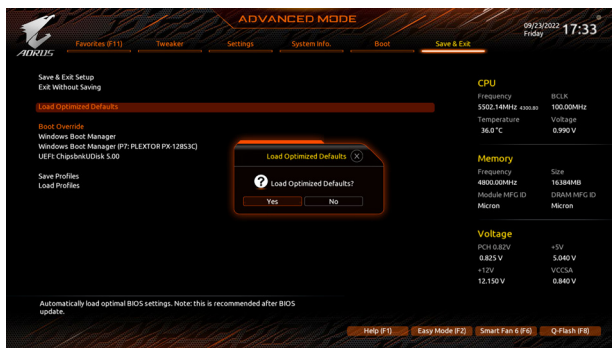 ADVANCED MODE
09/23/2022 Friday 17:33
AORUS
Favorites (F11) Tweaker Settings System Info. Boot Save & Exit
Save & Exit Setup
Exit Without Saving
Load Optimized Defaults
Boot Override
Windows Boot Manager
Windows Boot Manager (P7: PLEXTOR PX-128S3C)
UEFI: ChipsbnkUDisk 5.00
Save Profiles
Load Profiles
Load Optimized Defaults
Load Optimized Defaults?
Yes No
CPU
Frequency BCLK
5502.14MHz 4300.80 100.00MHz
Temperature Voltage
36.0 °C 0.990 V
Memory
Frequency Size
4800.00MHz 16384MB
Module MFG ID DRAM MFG ID
Micron Micron
Voltage
PCH 0.82V +5V
0.825 V 5.040 V
+12V VCCSA
12.150 V 0.840 V
Automatically load optimal BIOS settings. Note: this is recommended after BIOS
update.
Help (F1) Easy Mode (F2) Smart Fan 6 (F6) Q-Flash (F8)